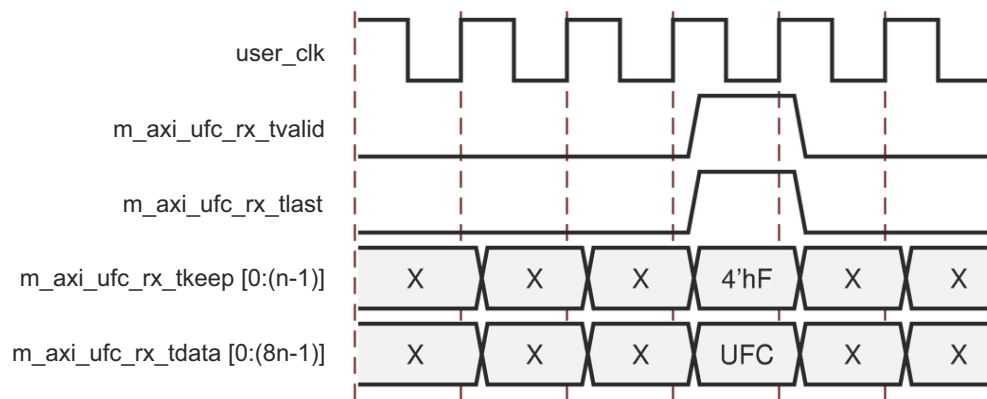 user_clk
m_axi_ufc_rx_tvalid
m_axi_ufc_rx_tlast
m_axi_ufc_rx_tkeep [0:(n-1)] X X X 4'hF X X
m_axi_ufc_rx_tdata [0:(8n-1)] X X X UFC X X